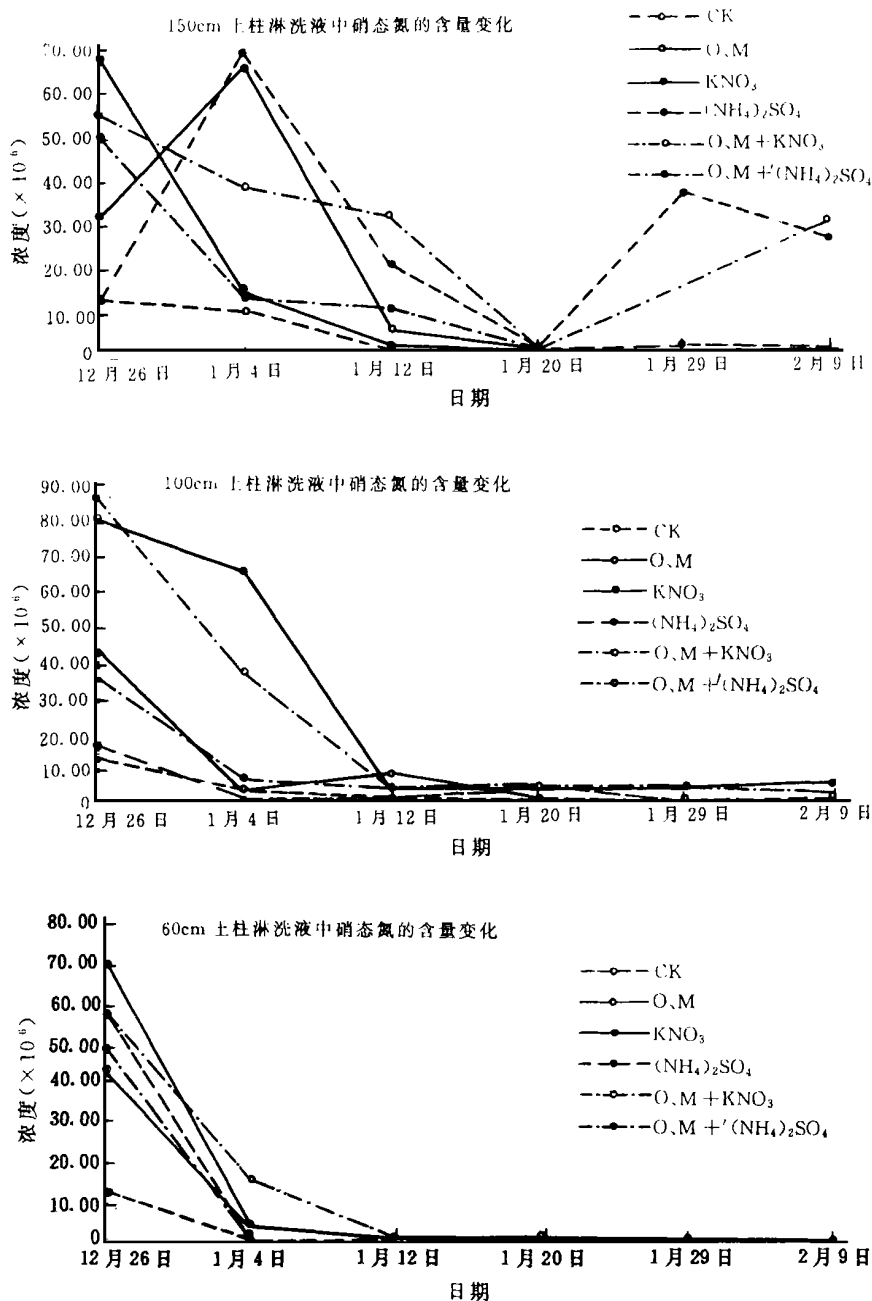 150cm 土柱淋洗液中硝态氮的含量变化
CK
O、M
KNO₃
(NH₄)₂SO₄
O、M+KNO₃
O、M+'(NH₄)₂SO₄
浓度(×10⁶)
70.00
60.00
50.00
40.00
30.00
20.00
10.00
0
12月26日 1月4日 1月12日 1月20日 1月29日 2月9日
日期
100cm 土柱淋洗液中硝态氮的含量变化
CK
O、M
KNO₃
(NH₄)₂SO₄
O、M+KNO₃
O、M+'(NH₄)₂SO₄
浓度(×10⁶)
90.00
80.00
70.00
60.00
50.00
40.00
30.00
20.00
10.00
0
12月26日 1月4日 1月12日 1月20日 1月29日 2月9日
日期
60cm 土柱淋洗液中硝态氮的含量变化
CK
O、M
KNO₃
(NH₄)₂SO₄
O、M+KNO₃
O、M+'(NH₄)₂SO₄
浓度(×10⁶)
80.00
70.00
60.00
50.00
40.00
30.00
20.00
10.00
0
12月26日 1月4日 1月12日 1月20日 1月29日 2月9日
日期